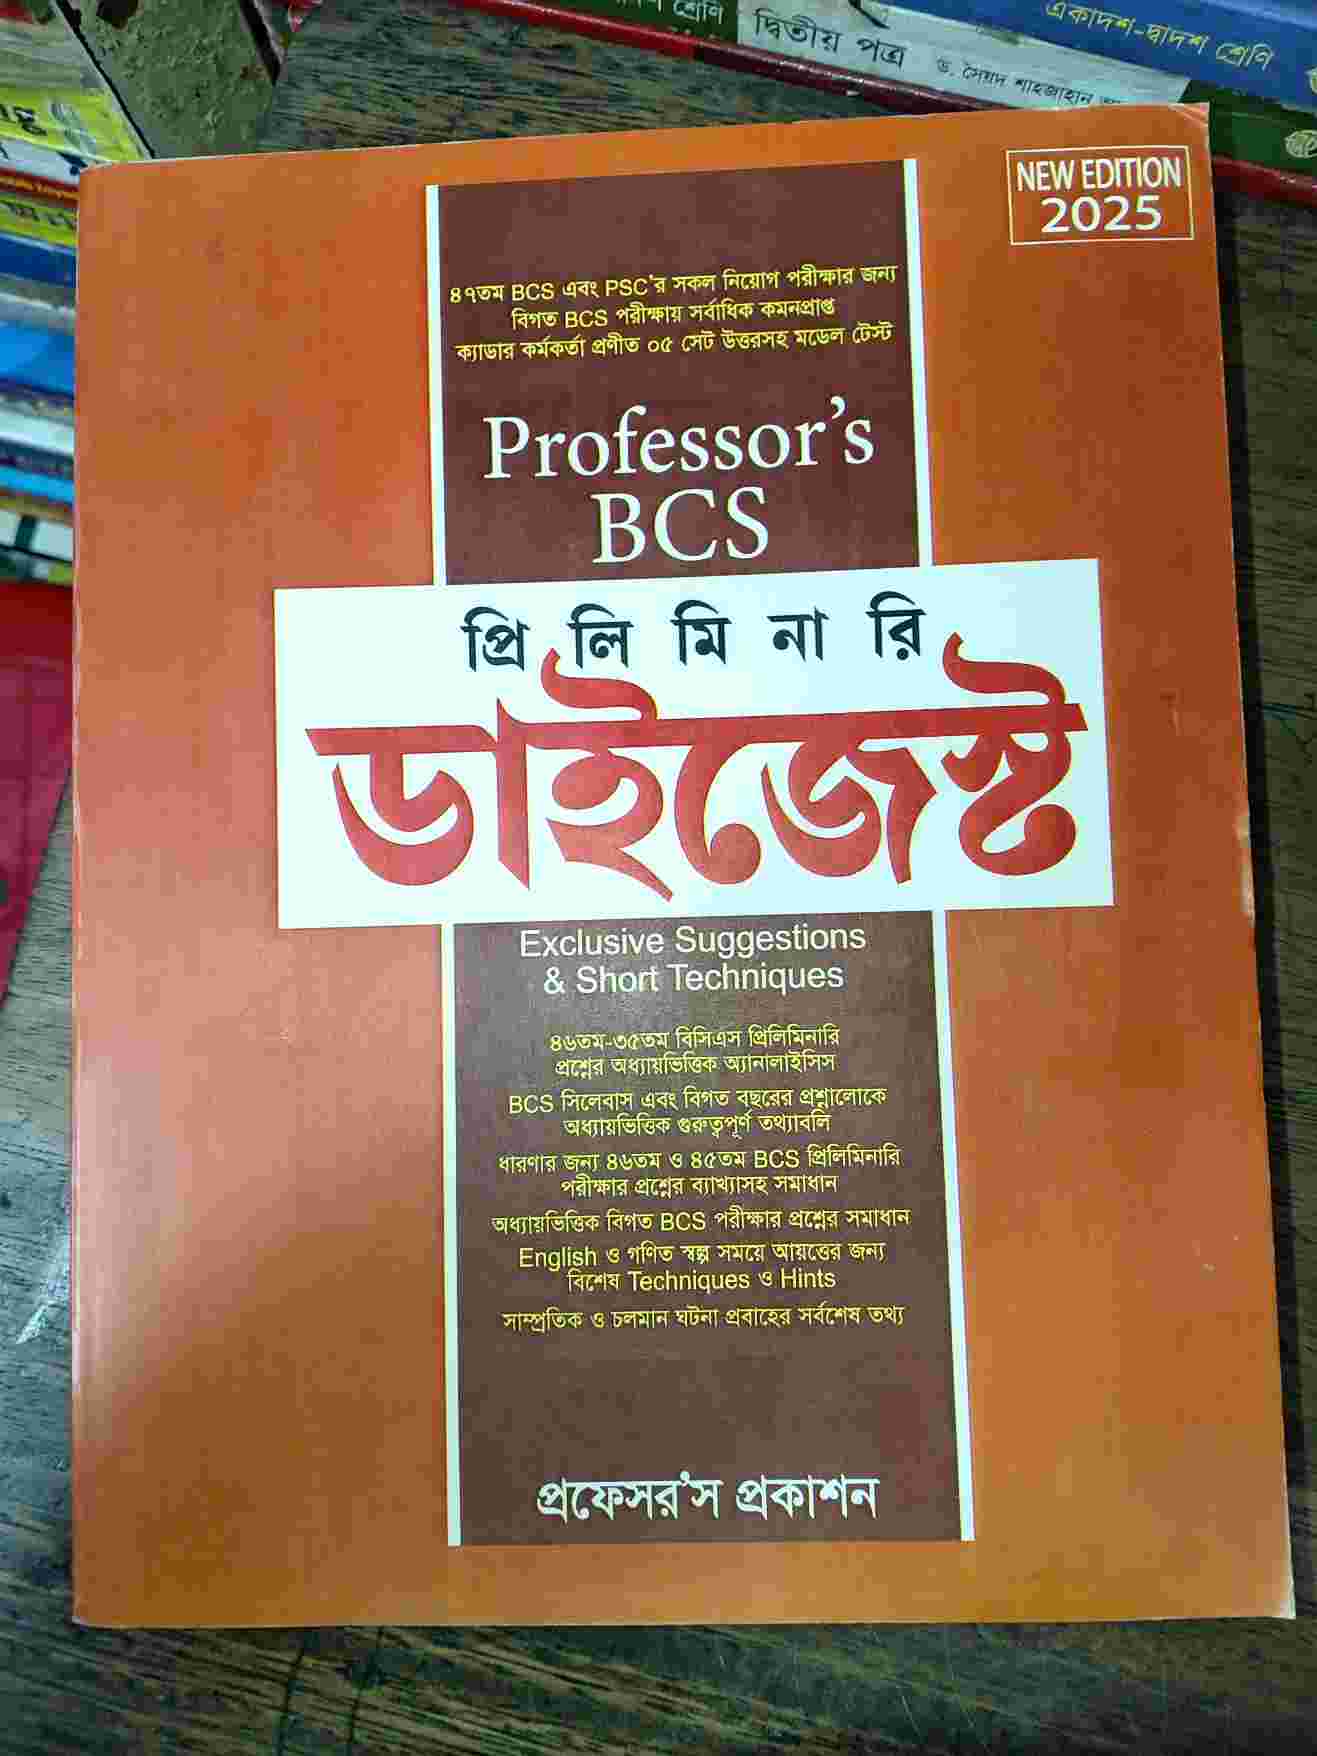 শ্রেণি
দ্বিতীয় পত্র
ড. সৈয়দ শাহজাহান
একাদশ-দ্বাদশ শ্রেণি
NEW EDITION
2025
৪৭তম BCS এবং PSC'র সকল নিয়োগ পরীক্ষার জন্য
বিগত BCS পরীক্ষায় সর্বাধিক কমনপ্রাপ্ত
ক্যাডার কর্মকর্তা প্রণীত ০৫ সেট উত্তরসহ মডেল টেস্ট
Professor's
BCS
প্রিলিমিনারি
ডাইজেস্ট
Exclusive Suggestions
& Short Techniques
৪৬তম-৩৫তম বিসিএস প্রিলিমিনারি
প্রশ্নের অধ্যায়ভিত্তিক অ্যানালাইসিস
BCS সিলেবাস এবং বিগত বছরের প্রশ্নালোকে
অধ্যায়ভিত্তিক গুরুত্বপূর্ণ তথ্যাবলি
ধারণার জন্য ৪৬তম ও ৪৫তম BCS প্রিলিমিনারি
পরীক্ষার প্রশ্নের ব্যাখ্যাসহ সমাধান
অধ্যায়ভিত্তিক বিগত BCS পরীক্ষার প্রশ্নের সমাধান
English ও গণিত স্বল্প সময়ে আয়ত্তের জন্য
বিশেষ Techniques ও Hints
সাম্প্রতিক ও চলমান ঘটনা প্রবাহের সর্বশেষ তথ্য
প্রফেসর'স প্রকাশন